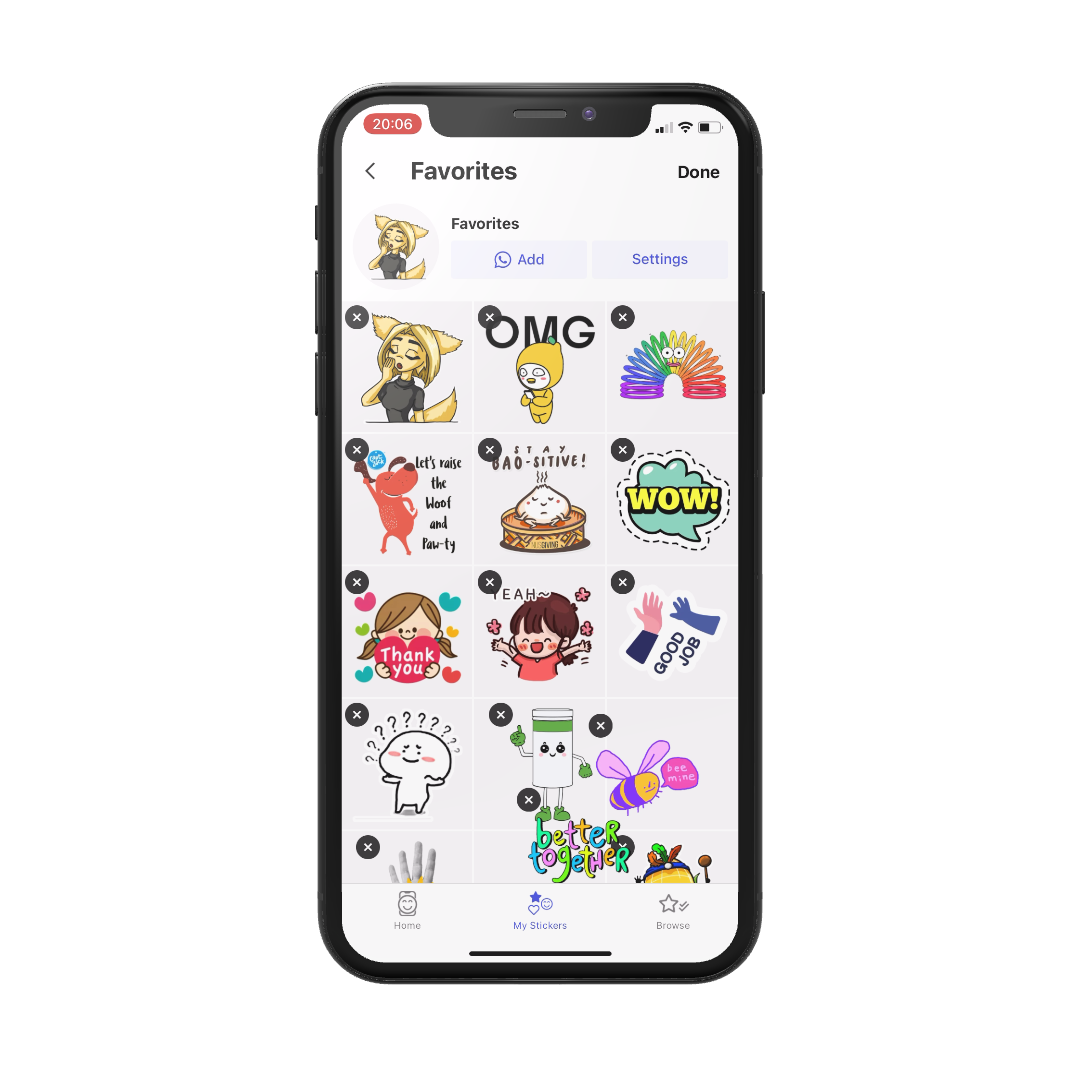 20:06
Favorites
Done
Favorites
Add
Settings
OMG
Let's raise
the
Woof
and
Paw-ty
STAY
BAO-SITIVE!
GIVING
WOW!
Thank
you
YEAH~
GOOD
JOB
? ? ? ? ? ? ? ? ? ?
bee
mine
better
together
Home
My Stickers
Browse